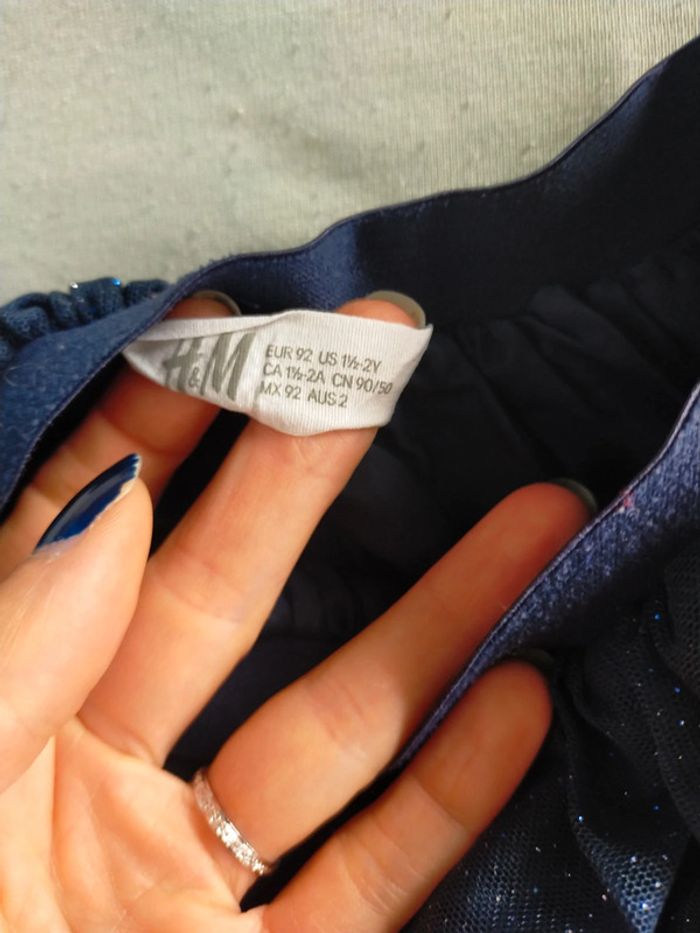 H&M
EUR 92 US 1½-2Y
CA 1½-2A CN 90/50
MX 92 AUS 2